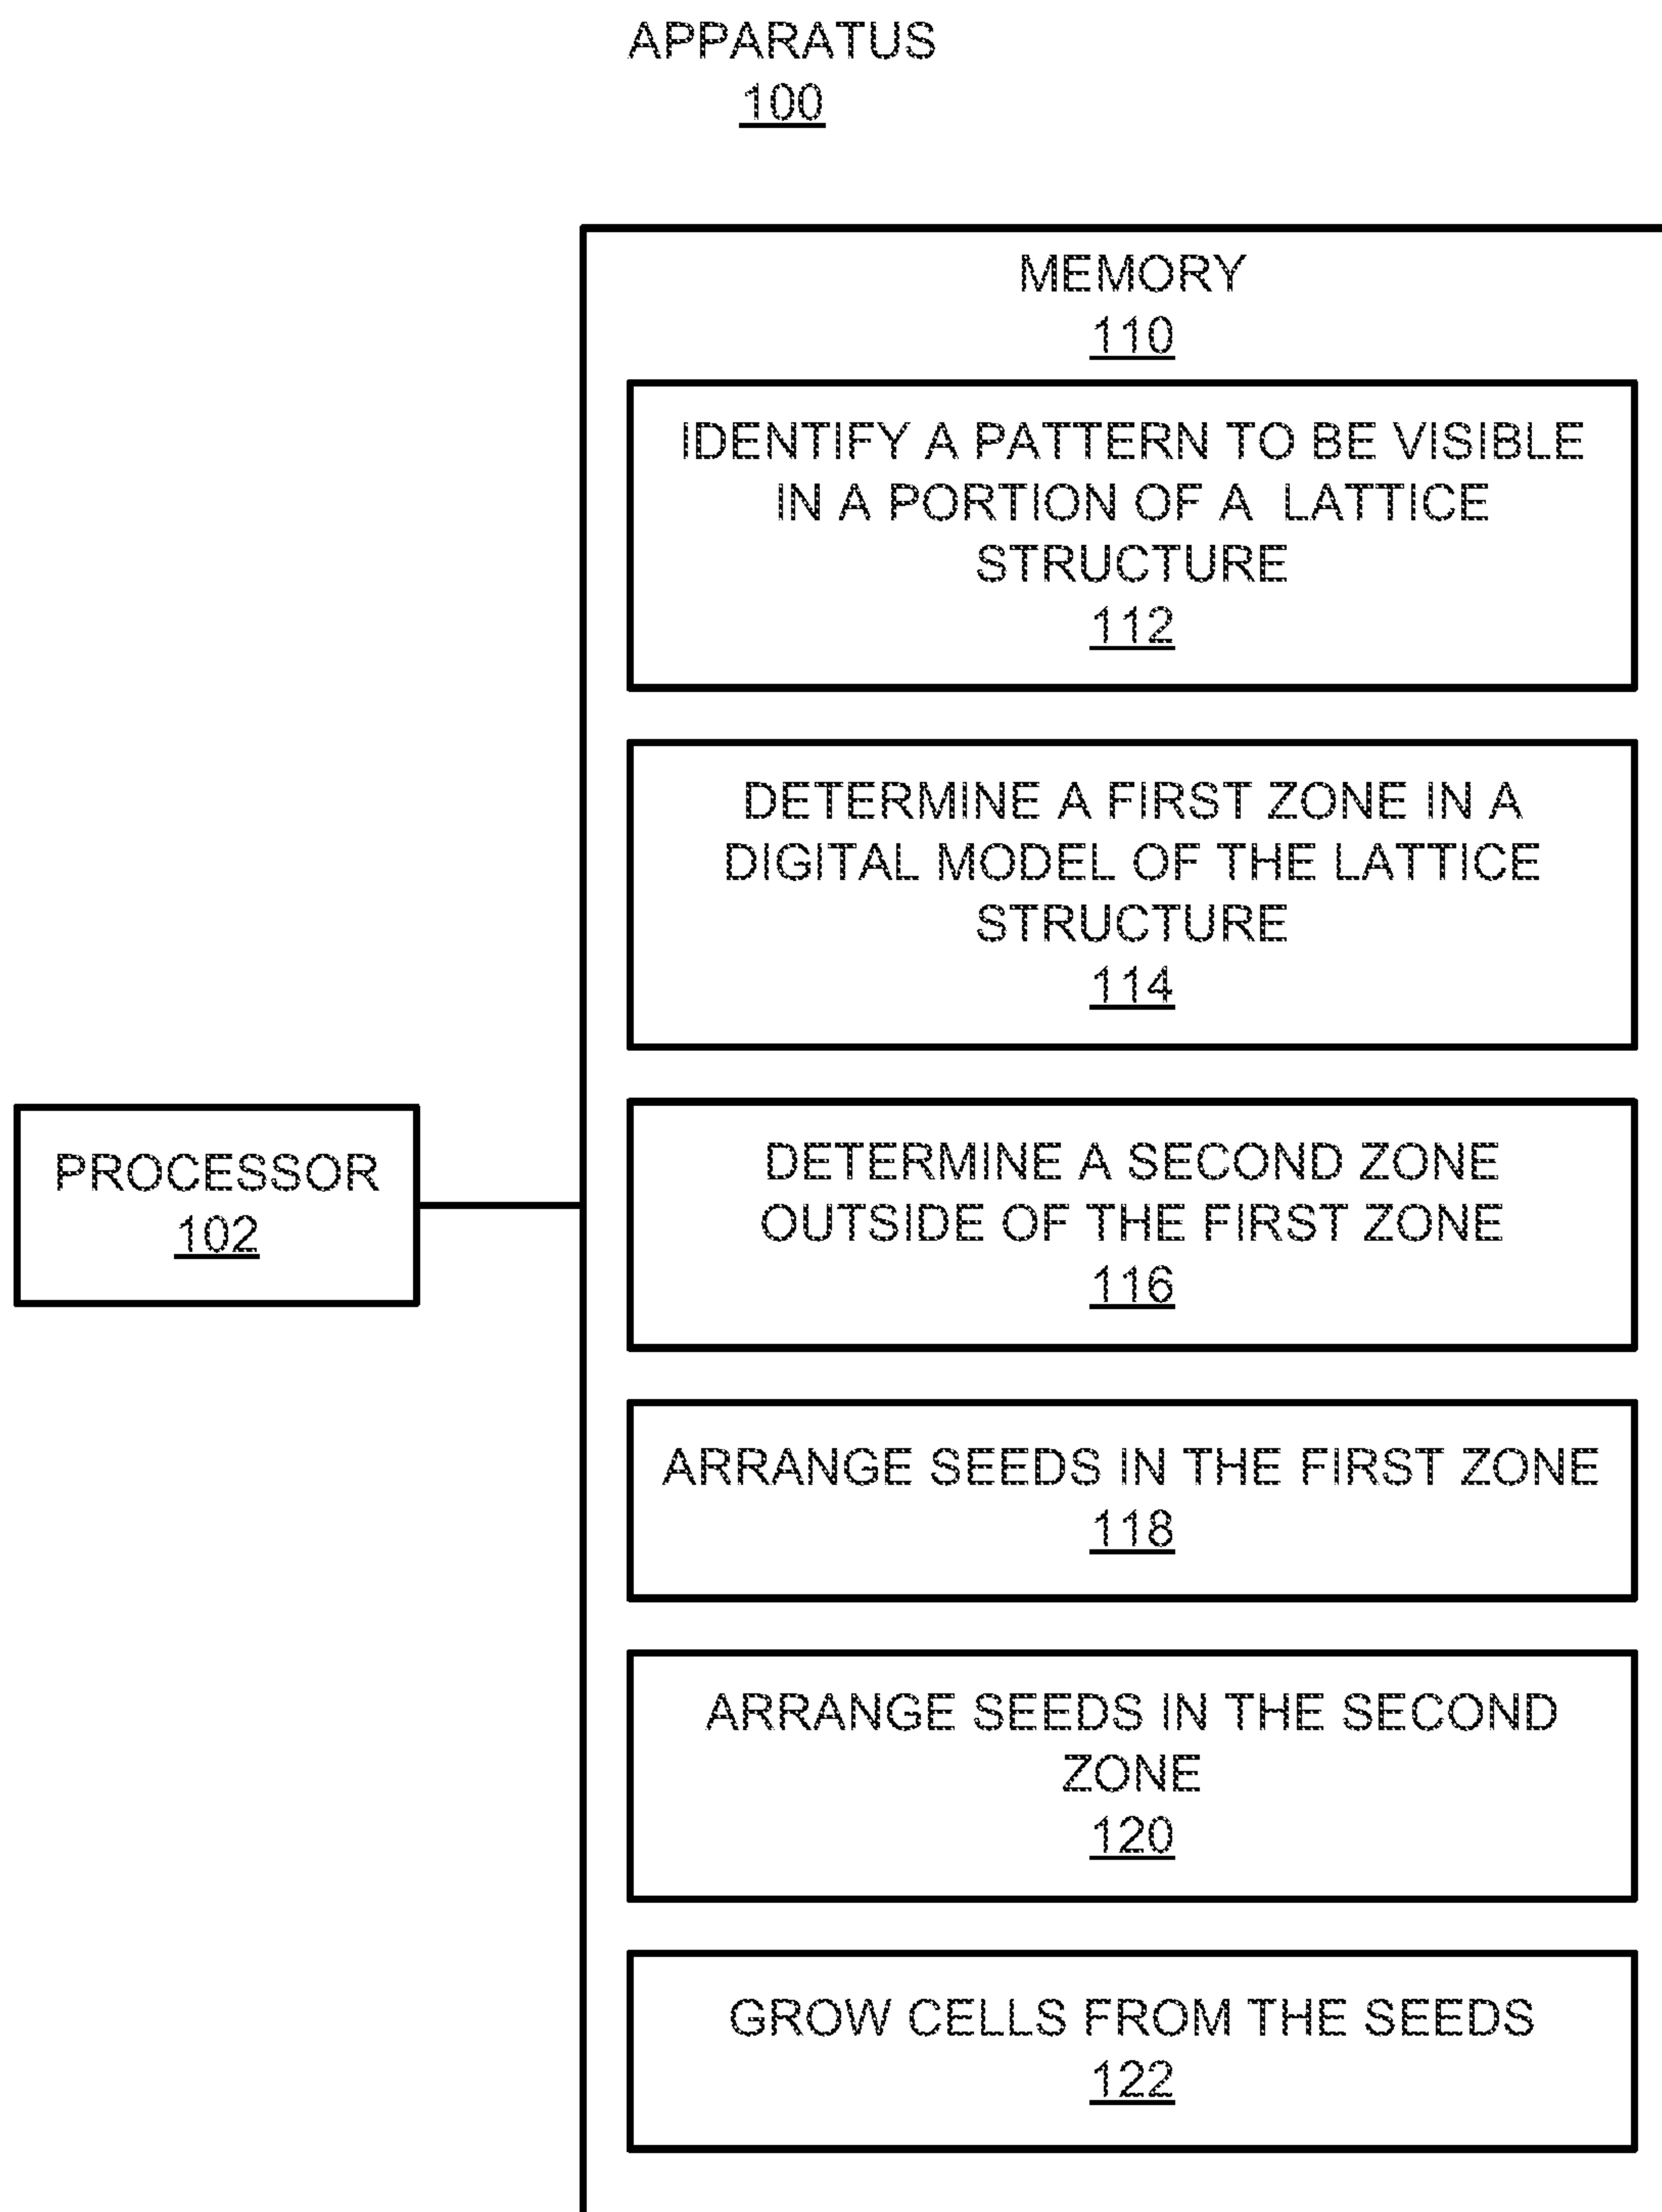 APPARATUS
100
MEMORY
110
IDENTIFY A PATTERN TO BE VISIBLE
IN A PORTION OF A LATTICE
STRUCTURE
112
DETERMINE A FIRST ZONE IN A
DIGITAL MODEL OF THE LATTICE
STRUCTURE
114
PROCESSOR
102
DETERMINE A SECOND ZONE
OUTSIDE OF THE FIRST ZONE
116
ARRANGE SEEDS IN THE FIRST ZONE
118
ARRANGE SEEDS IN THE SECOND
ZONE
120
GROW CELLS FROM THE SEEDS
122